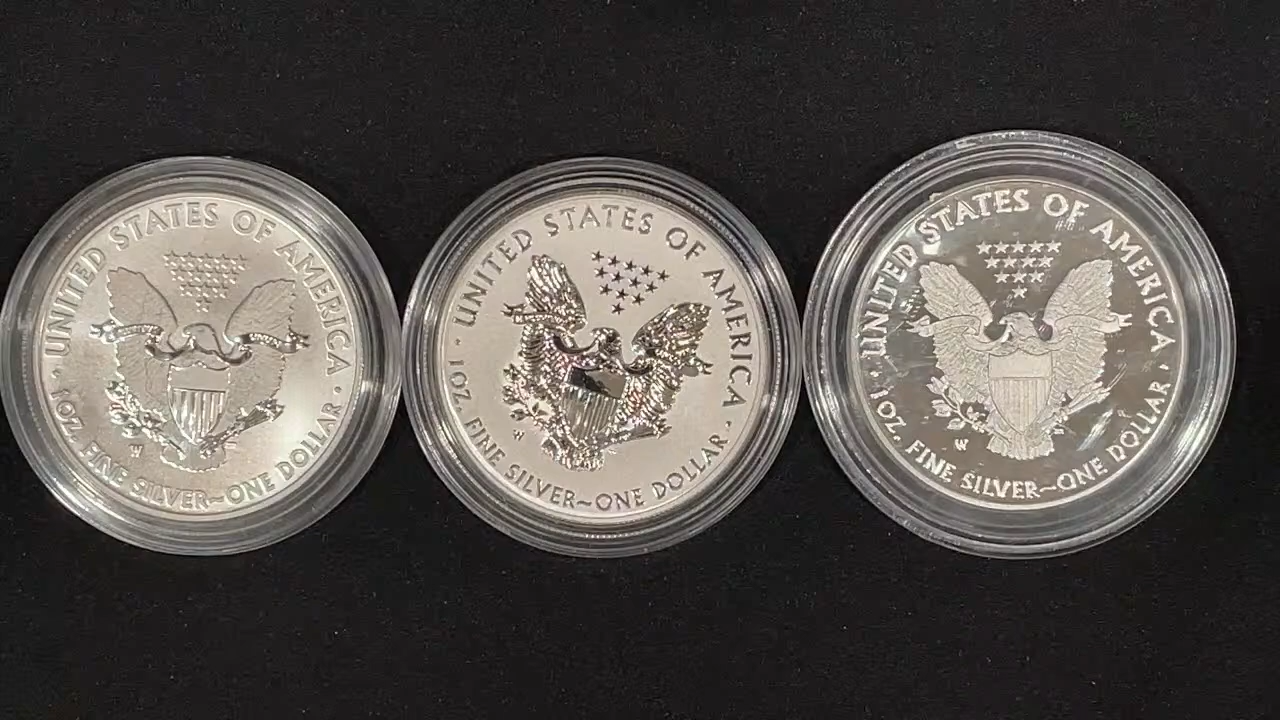 UNITED STATES OF AMERICA
W
1 OZ. FINE SILVER~ONE DOLLAR
UNITED STATES OF AMERICA
W
1 OZ. FINE SILVER~ONE DOLLAR
UNITED STATES OF AMERICA
W
1 OZ. FINE SILVER~ONE DOLLAR